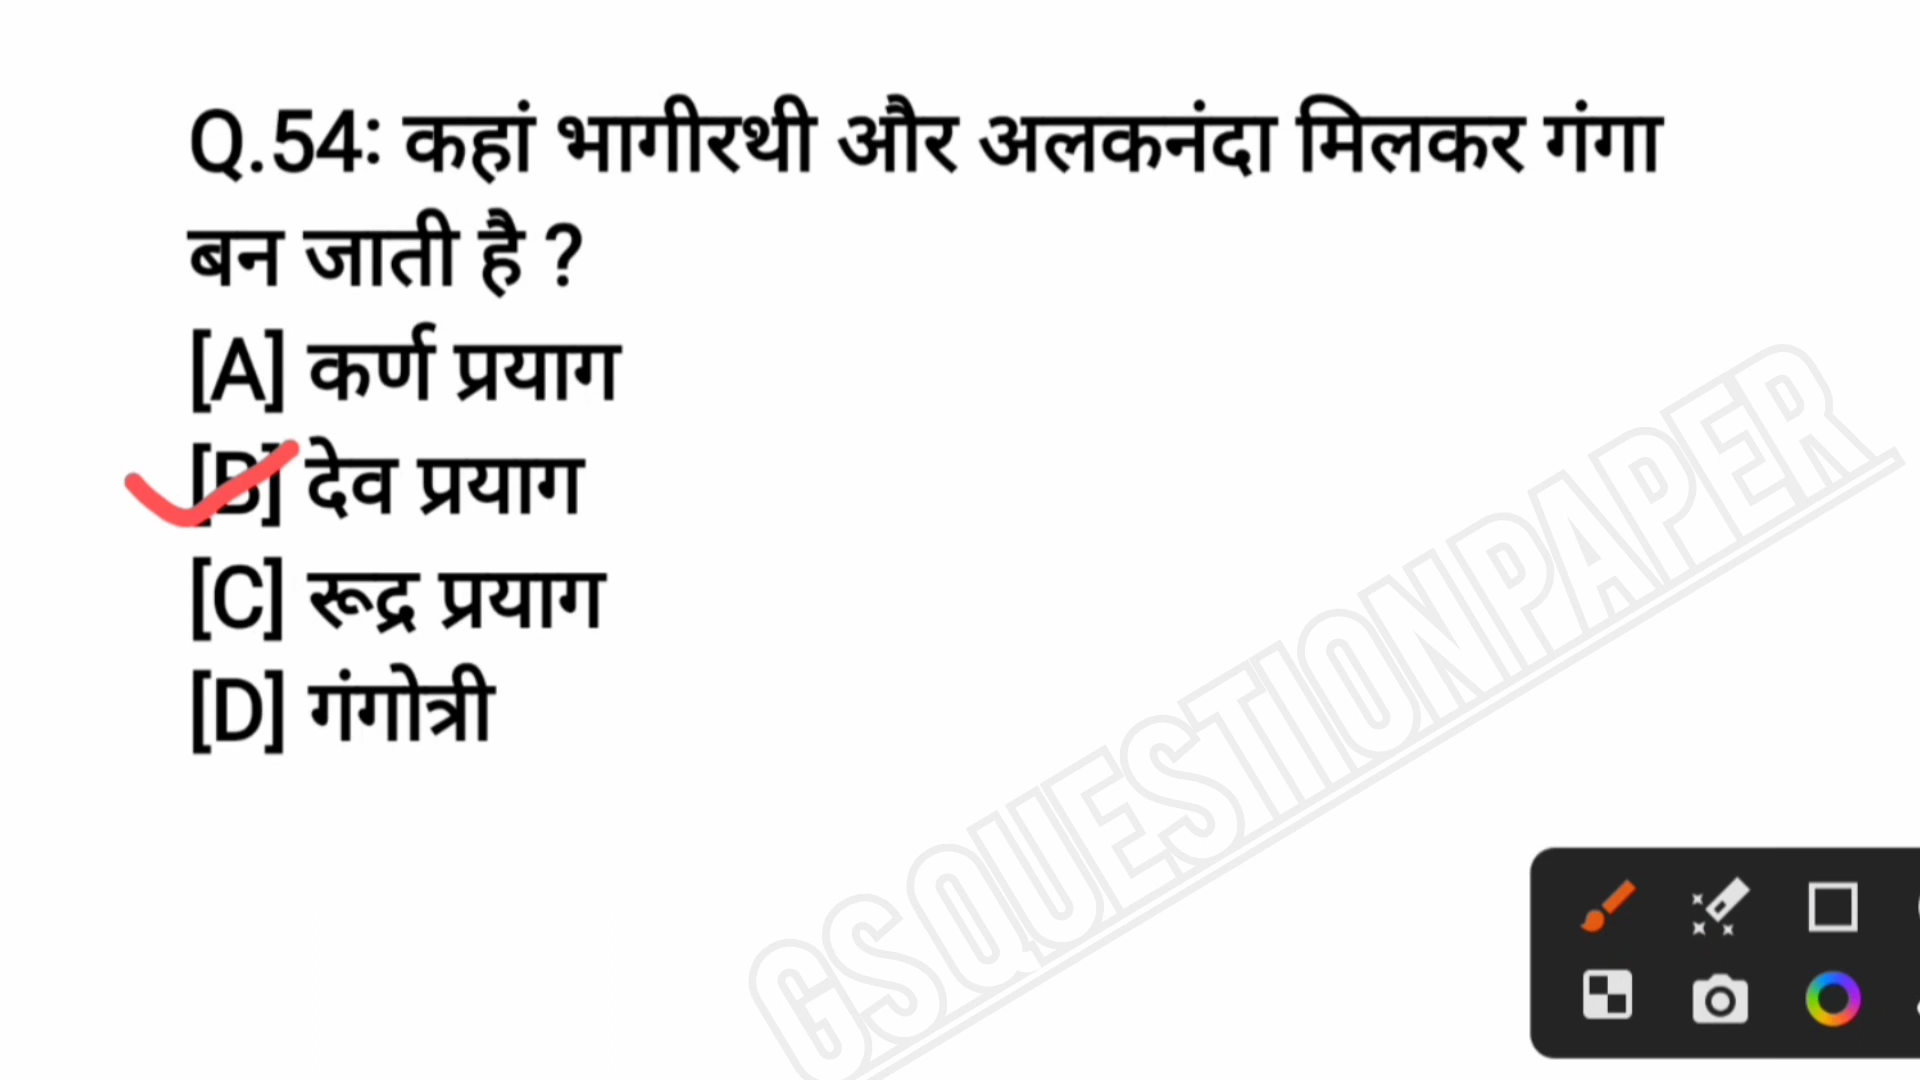 Q.54: कहां भागीरथी और अलकनंदा मिलकर गंगा
बन जाती है ?
[A] कर्ण प्रयाग
[B] देव प्रयाग
[C] रूद्र प्रयाग
[D] गंगोत्री
GSQUESTIONPAPER